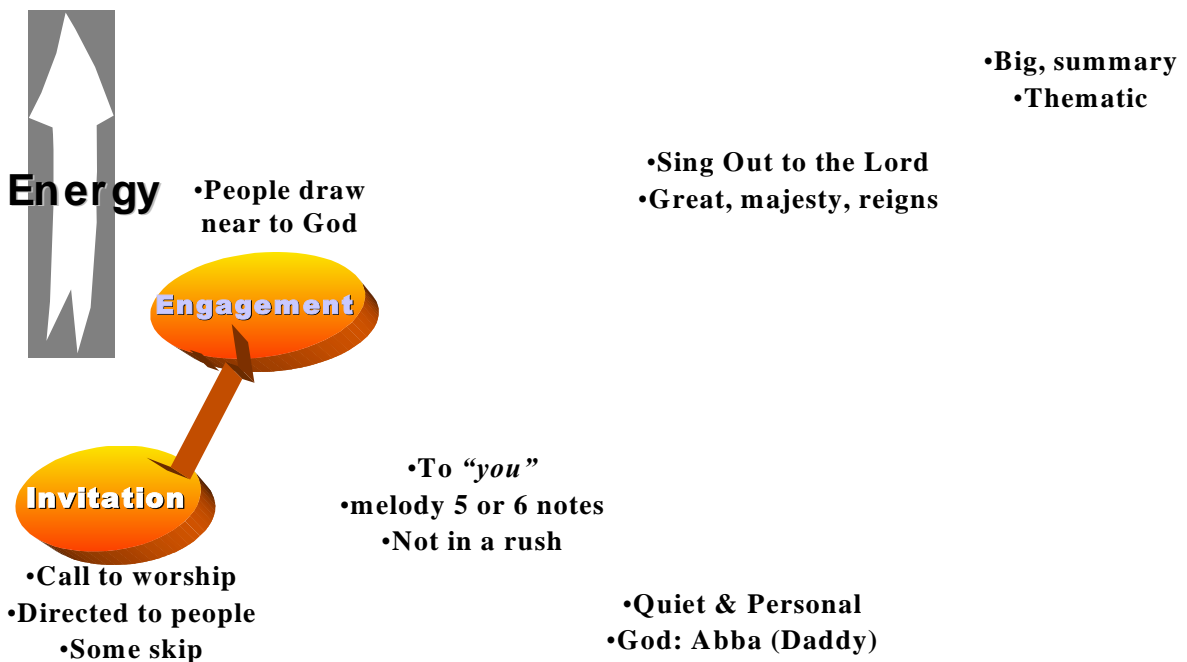 •Big, summary
•Thematic
•Sing Out to the Lord
•Great, majesty, reigns
Energy
•People draw
near to God
Engagement
Invitation
•To “you”
•melody 5 or 6 notes
•Not in a rush
•Call to worship
•Directed to people
•Some skip
•Quiet & Personal
•God: Abba (Daddy)